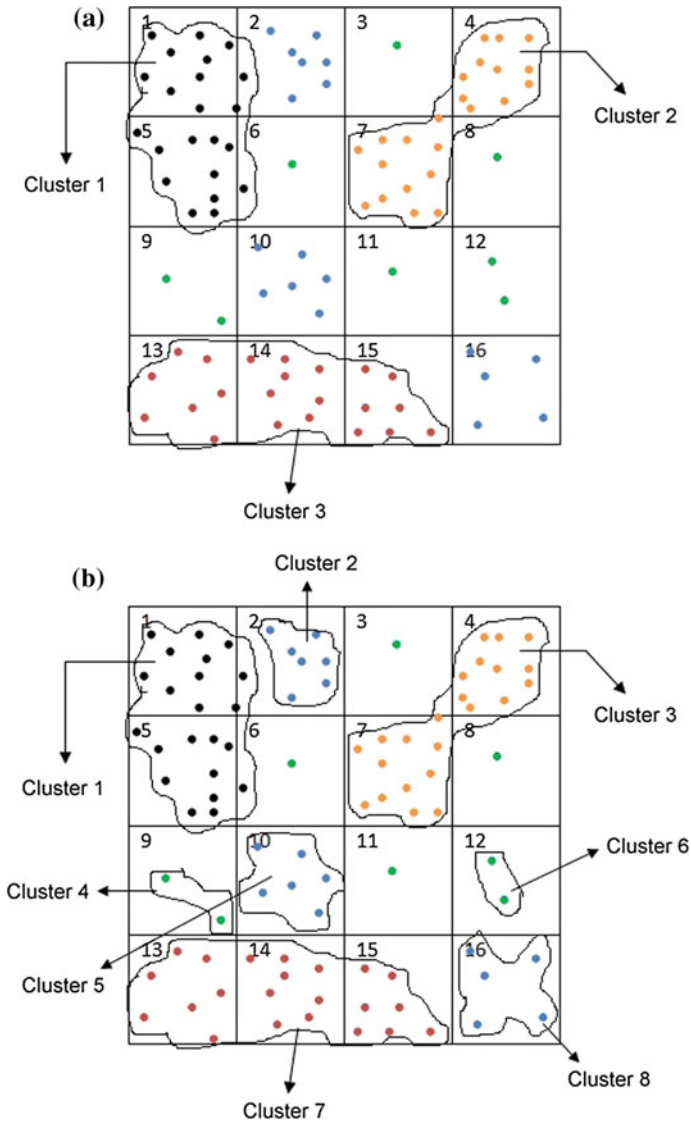 (a)
1 2 3 4
Cluster 2
5 6 7 8
Cluster 1
9 10 11 12
13 14 15 16
Cluster 3
Cluster 2
(b)
1 2 3 4
Cluster 3
5 6 7 8
Cluster 1
9 10 11 12
Cluster 6
Cluster 4
13 14 15 16
Cluster 5
Cluster 8
Cluster 7